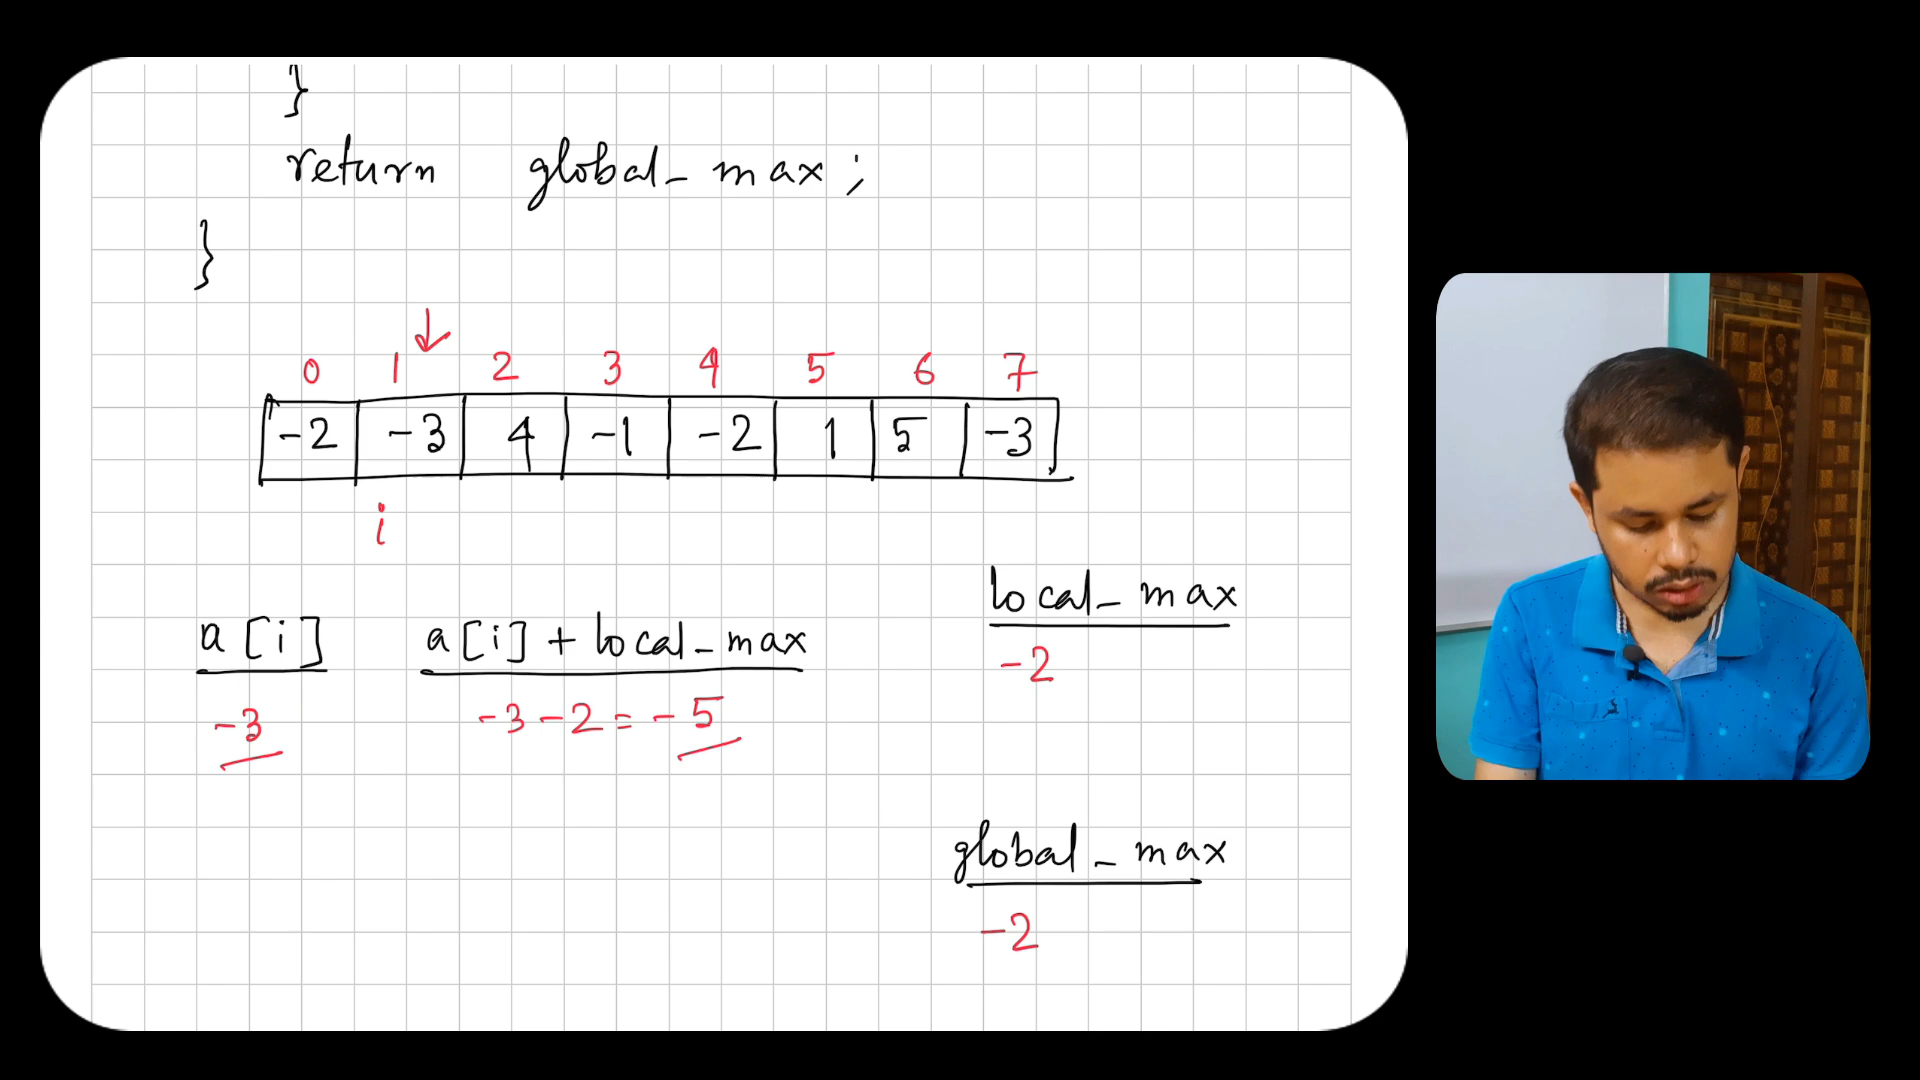 }
return global_max;
}
0 1 2 3 4 5 6 7
-2 -3 4 -1 -2 1 5 -3
i
local_max
-2
a[i] a[i] + local_max
-3 -3-2=-5
global_max
-2